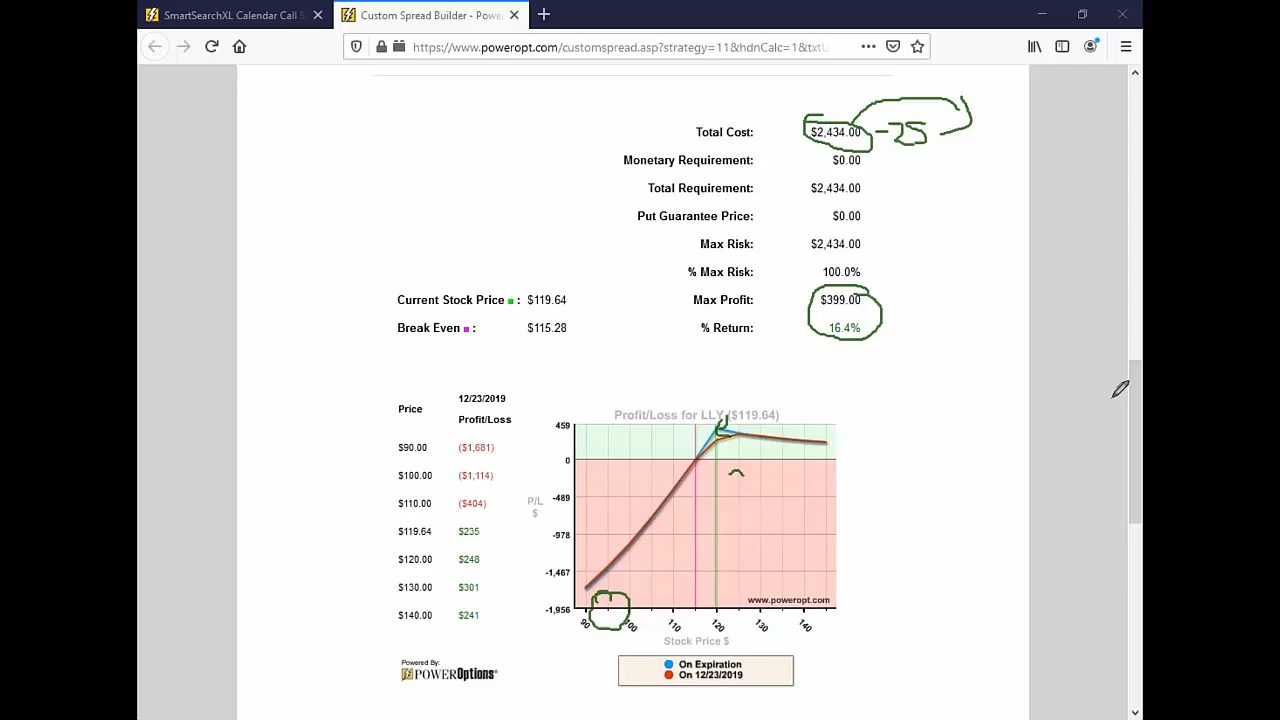 SmartSearchXL Calendar Call S
Custom Spread Builder - Powe
https://www.poweropt.com/customspread.asp?strategy=11&hdnCalc=1&txtU
Total Cost: $2,434.00 -25
Monetary Requirement: $0.00
Total Requirement: $2,434.00
Put Guarantee Price: $0.00
Max Risk: $2,434.00
% Max Risk: 100.0%
Current Stock Price : $119.64 Max Profit: $399.00
Break Even : $115.28 % Return: 16.4%
Price 12/23/2019 Profit/Loss
$90.00 ($1,681)
$100.00 ($1,114)
$110.00 ($404)
$119.64 $235
$120.00 $248
$130.00 $301
$140.00 $241
Profit/Loss for LLY ($119.64)
459
0
-489
-978
-1,467
-1,956
P/L
$
www.poweropt.com
90 100 110 120 130 140
Stock Price $
Powered By:
POWEROptions
On Expiration
On 12/23/2019